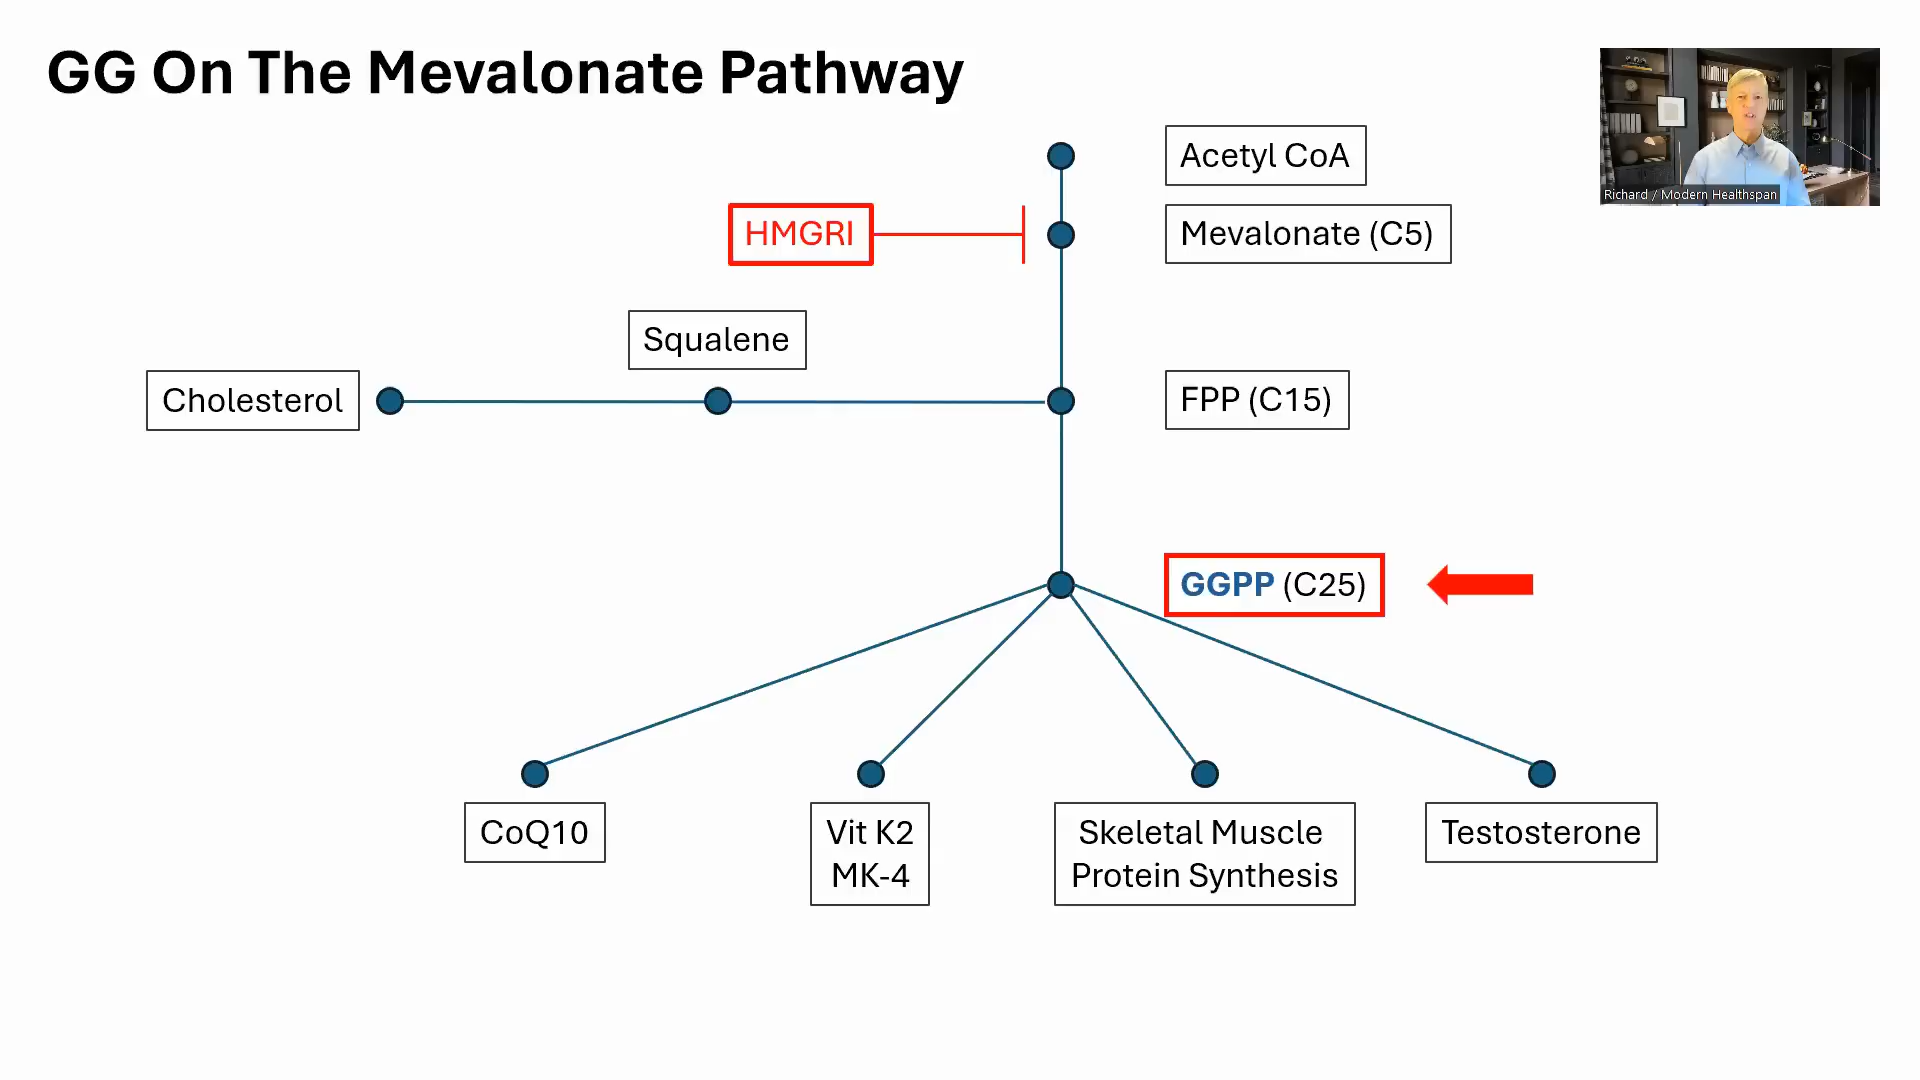 GG On The Mevalonate Pathway
Richard / Modern Healthspan
Acetyl CoA
HMGRI
Mevalonate (C5)
Squalene
Cholesterol
FPP (C15)
GGPP (C25)
CoQ10
Vit K2
MK-4
Skeletal Muscle
Protein Synthesis
Testosterone